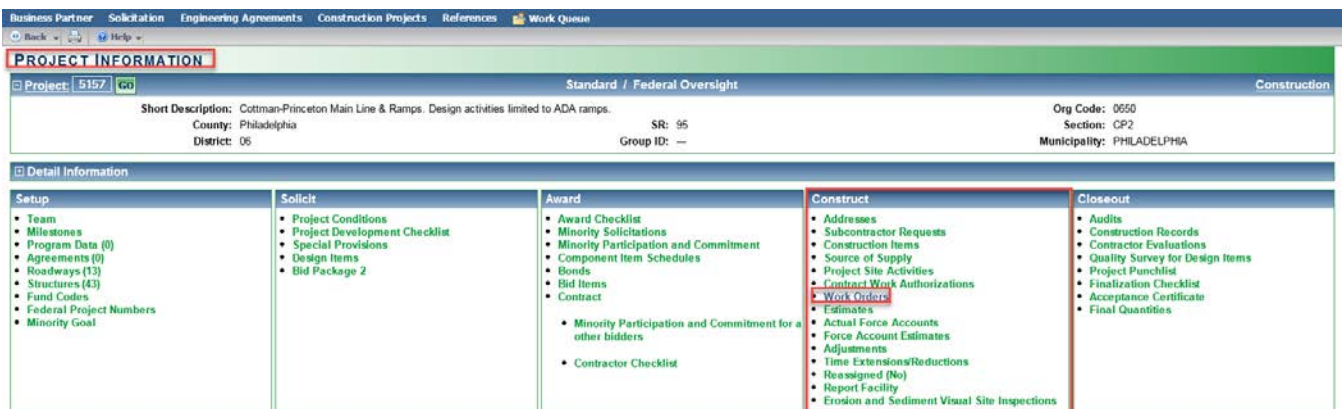 Business Partner Solicitation Engineering Agreements Construction Projects References Work Queue
Back Help
PROJECT INFORMATION
Project: 5157 GO Standard / Federal Oversight Construction
Short Description: Cottman-Princeton Main Line & Ramps. Design activities limited to ADA ramps. Org Code: 0650
County: Philadelphia SR: 95 Section: CP2
District: 06 Group ID: — Municipality: PHILADELPHIA
Detail Information
Setup
• Team
• Milestones
• Program Data (0)
• Agreements (0)
• Roadways (13)
• Structures (43)
• Fund Codes
• Federal Project Numbers
• Minority Goal
Solicit
• Project Conditions
• Project Development Checklist
• Special Provisions
• Design Items
• Bid Package 2
Award
• Award Checklist
• Minority Solicitations
• Minority Participation and Commitment
• Component Item Schedules
• Bonds
• Bid Items
• Contract
• Minority Participation and Commitment for a
other bidders
• Contractor Checklist
Construct
• Addresses
• Subcontractor Requests
• Construction Items
• Source of Supply
• Project Site Activities
• Contract Work Authorizations
• Work Orders
• Estimates
• Actual Force Accounts
• Force Account Estimates
• Adjustments
• Time Extensions/Reductions
• Reassigned (No)
• Report Facility
• Erosion and Sediment Visual Site Inspections
Closeout
• Audits
• Construction Records
• Contractor Evaluations
• Quality Survey for Design Items
• Project Punchlist
• Finalization Checklist
• Acceptance Certificate
• Final Quantities